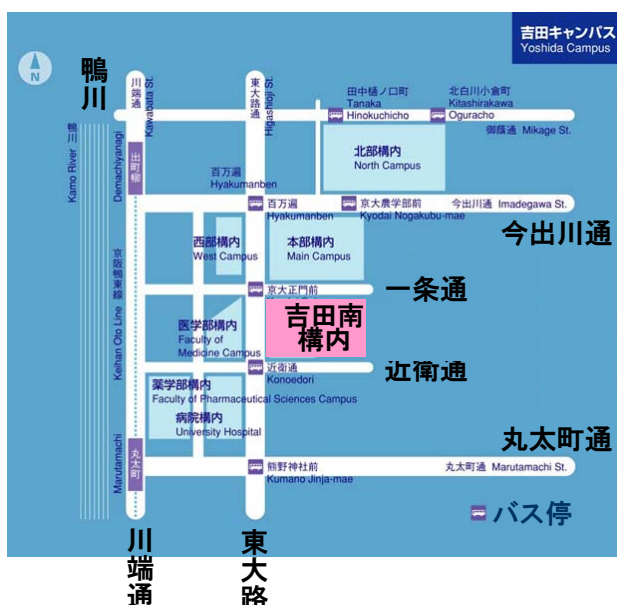 吉田キャンパス
Yoshida Campus
N
鴨川
川端通
Kawabata St.
東大路通
Higashioji St.
田中樋ノ口町
Tanaka
Hinokuchicho
北白川小倉町
Kitashirakawa
Oguracho
御蔭通 Mikage St.
鴨川
Kamo River
出町柳
Demachiyanagi
北部構内
North Campus
百万遍
Hyakumanben
百万遍
Hyakumanben
京大農学部前
Kyodai Nogakubu-mae
今出川通 Imadegawa St.
今出川通
西部構内
West Campus
本部構内
Main Campus
京阪鴨東線
Keihan Oto Line
京大正門前
一条通
吉田南
構内
医学部構内
Faculty of
Medicine Campus
近衛通
Konoedori
近衛通
薬学部構内
Faculty of Pharmaceutical Sciences Campus
病院構内
University Hospital
丸太町通
丸太町
Marutamachi
熊野神社前
Kumano Jinja-mae
丸太町通 Marutamachi St.
バス停
川端通
東大路